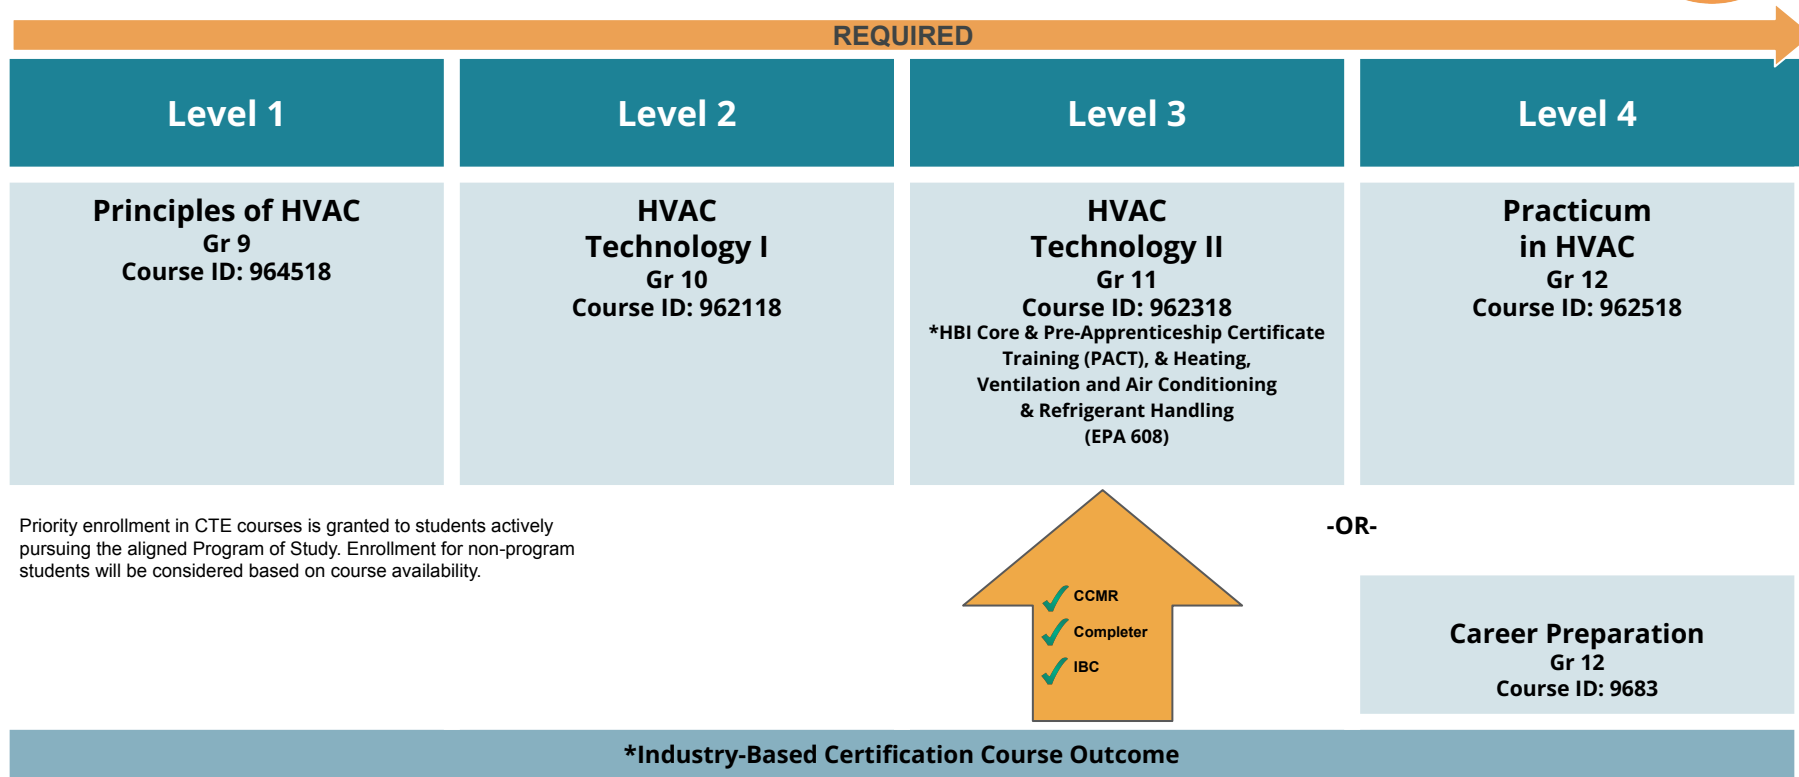 REQUIRED
Level 1
Level 2
Level 3
Level 4
Principles of HVAC
Gr 9
Course ID: 964518
HVAC
Technology I
Gr 10
Course ID: 962118
HVAC
Technology II
Gr 11
Course ID: 962318
*HBI Core & Pre-Apprenticeship Certificate
Training (PACT), & Heating,
Ventilation and Air Conditioning
& Refrigerant Handling
(EPA 608)
Practicum
in HVAC
Gr 12
Course ID: 962518
Priority enrollment in CTE courses is granted to students actively
pursuing the aligned Program of Study. Enrollment for non-program
students will be considered based on course availability.
CCMR
Completer
IBC
-OR-
Career Preparation
Gr 12
Course ID: 9683
*Industry-Based Certification Course Outcome